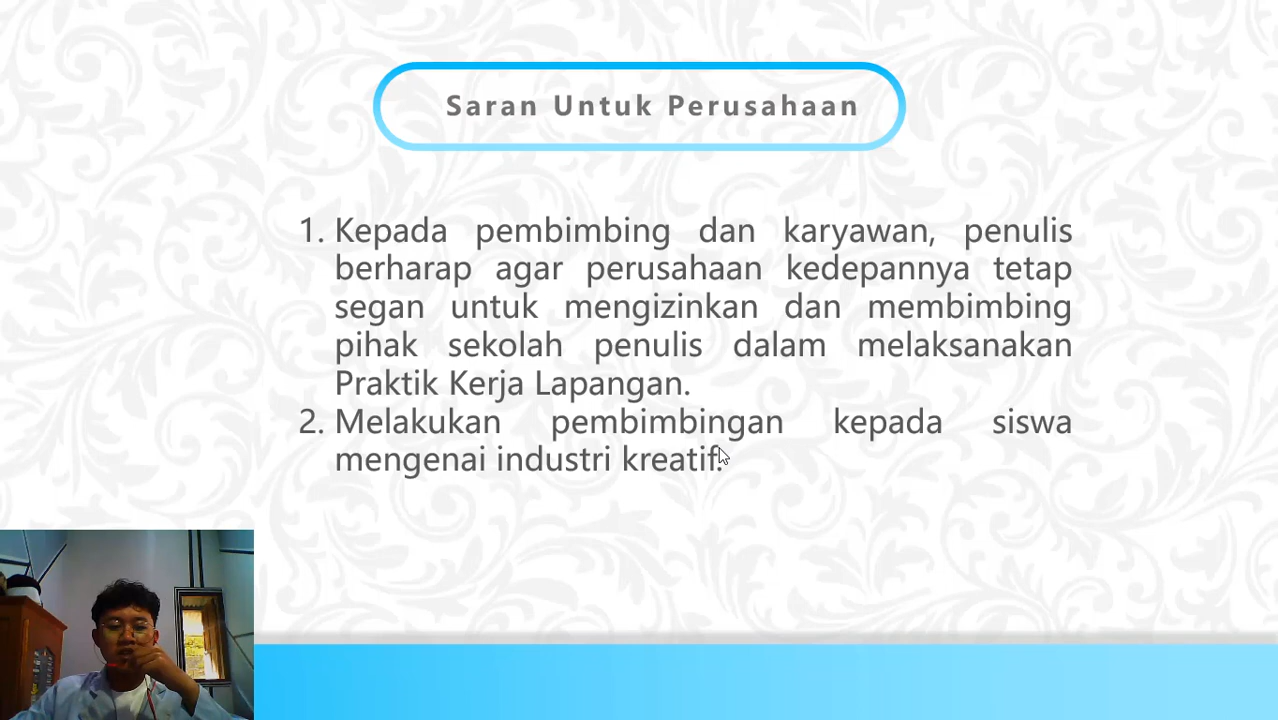 Saran Untuk Perusahaan
1. Kepada pembimbing dan karyawan, penulis
berharap agar perusahaan kedepannya tetap
segan untuk mengizinkan dan membimbing
pihak sekolah penulis dalam melaksanakan
Praktik Kerja Lapangan.
2. Melakukan pembimbingan kepada siswa
mengenai industri kreatif.